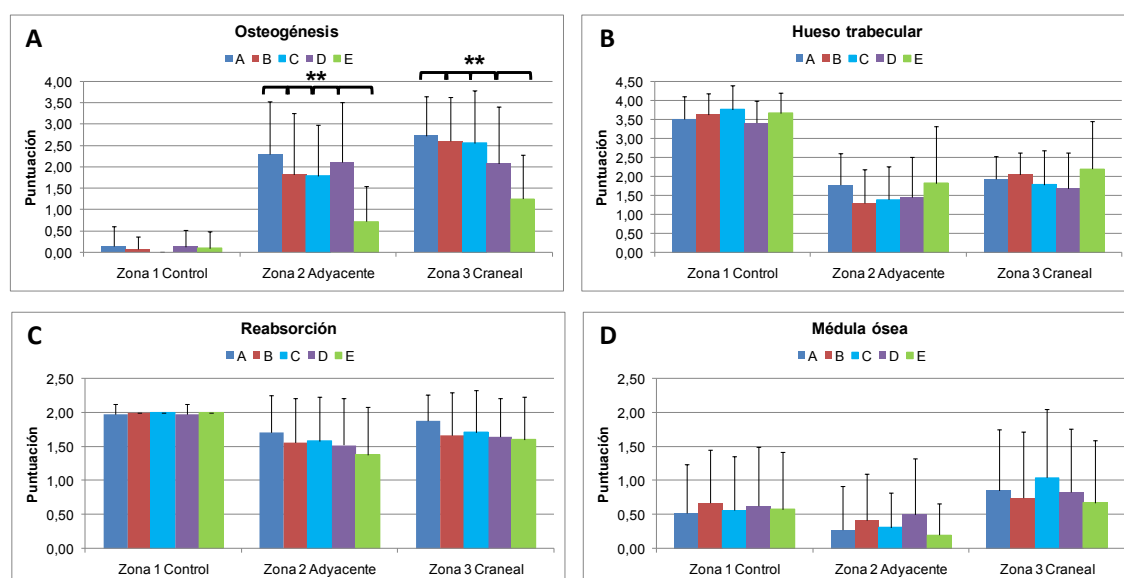 A
Osteogénesis
A B C D E
4,00
3,50
3,00
2,50
2,00
1,50
1,00
0,50
0,00
Puntuación
**
**
Zona 1 Control Zona 2 Adyacente Zona 3 Craneal
B
Hueso trabecular
A B C D E
4,50
4,00
3,50
3,00
2,50
2,00
1,50
1,00
0,50
0,00
Puntuación
Zona 1 Control Zona 2 Adyacente Zona 3 Craneal
C
Reabsorción
A B C D E
2,50
2,00
1,50
1,00
0,50
0,00
Puntuación
Zona 1 Control Zona 2 Adyacente Zona 3 Craneal
D
Médula ósea
A B C D E
2,50
2,00
1,50
1,00
0,50
0,00
Puntuación
Zona 1 Control Zona 2 Adyacente Zona 3 Craneal